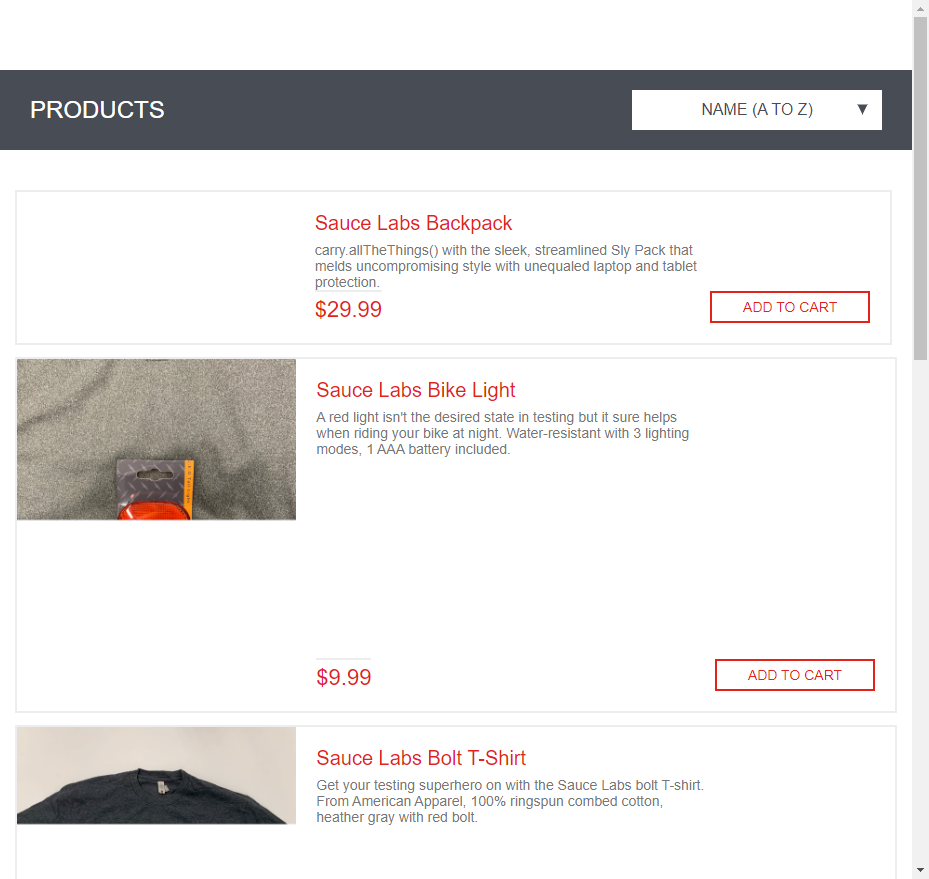 PRODUCTS
NAME (A TO Z) ▼
Sauce Labs Backpack
carry.allTheThings() with the sleek, streamlined Sly Pack that
melds uncompromising style with unequaled laptop and tablet
protection.
$29.99
ADD TO CART
Sauce Labs Bike Light
A red light isn't the desired state in testing but it sure helps
when riding your bike at night. Water-resistant with 3 lighting
modes, 1 AAA battery included.
$9.99
ADD TO CART
Sauce Labs Bolt T-Shirt
Get your testing superhero on with the Sauce Labs bolt T-shirt.
From American Apparel, 100% ringspun combed cotton,
heather gray with red bolt.